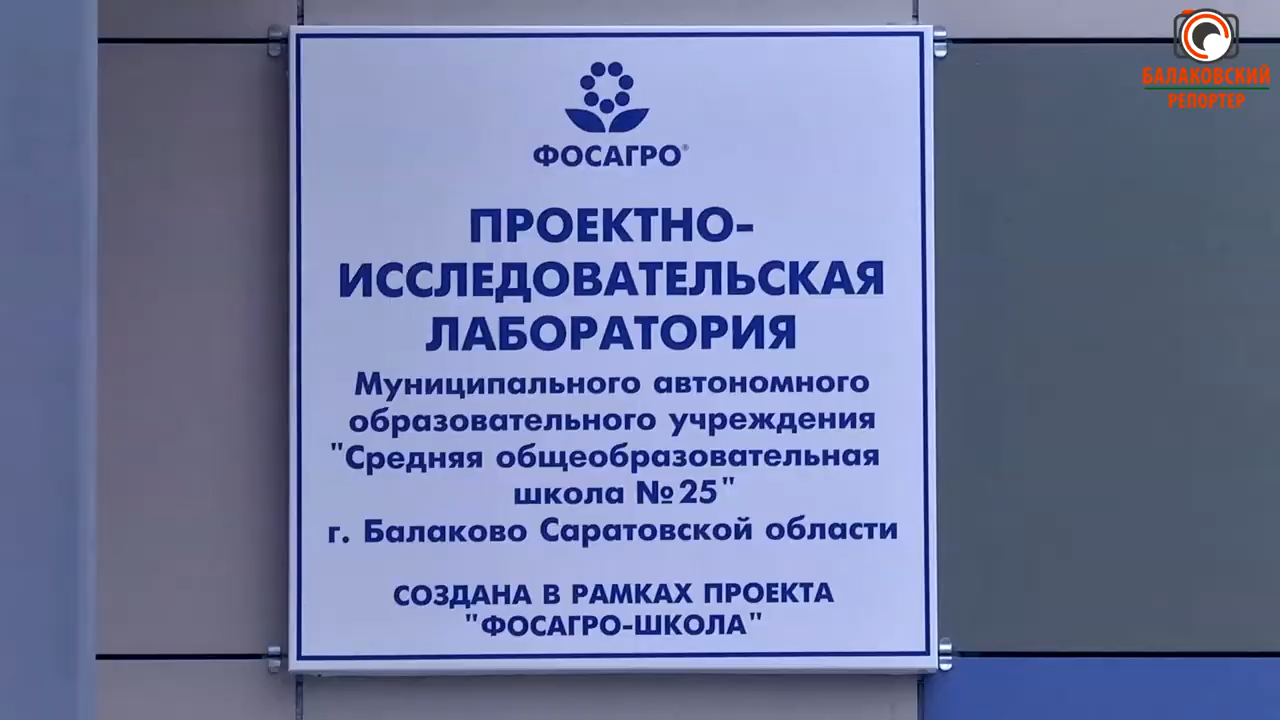 БАЛАКОВСКИЙ
РЕПОРТЕР
ФОСАГРО®
ПРОЕКТНО-
ИССЛЕДОВАТЕЛЬСКАЯ
ЛАБОРАТОРИЯ
Муниципального автономного
образовательного учреждения
"Средняя общеобразовательная
школа №25"
г. Балаково Саратовской области
СОЗДАНА В РАМКАХ ПРОЕКТА
"ФОСАГРО-ШКОЛА"